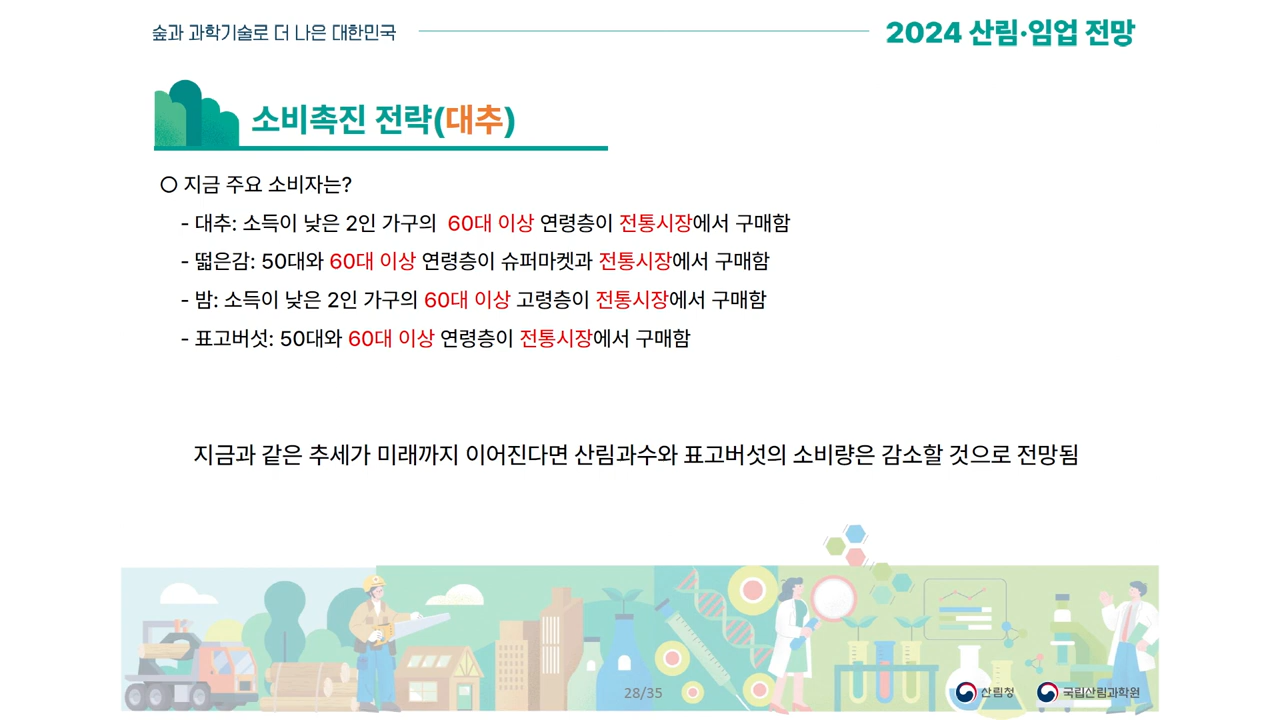 숲과 과학기술로 더 나은 대한민국
2024 산림·임업 전망
소비촉진 전략(대추)
○ 지금 주요 소비자는?
- 대추: 소득이 낮은 2인 가구의 60대 이상 연령층이 전통시장에서 구매함
- 떫은감: 50대와 60대 이상 연령층이 슈퍼마켓과 전통시장에서 구매함
- 밤: 소득이 낮은 2인 가구의 60대 이상 고령층이 전통시장에서 구매함
- 표고버섯: 50대와 60대 이상 연령층이 전통시장에서 구매함
지금과 같은 추세가 미래까지 이어진다면 산림과수와 표고버섯의 소비량은 감소할 것으로 전망됨
28/35
산림청
국립산림과학원